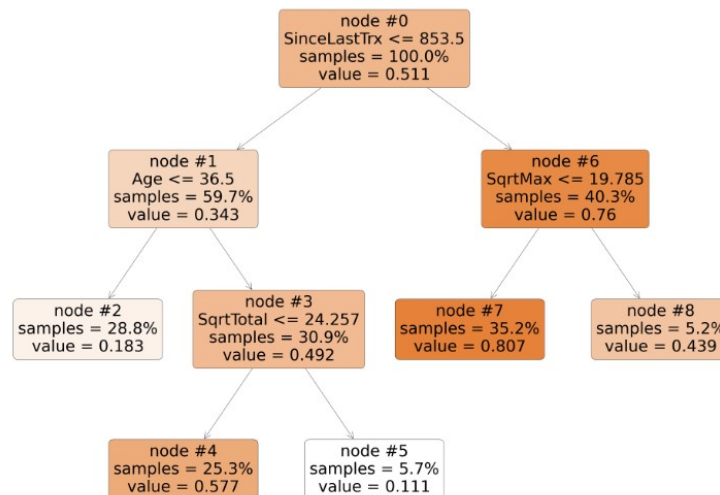 node #0
SinceLastTrx <= 853.5
samples = 100.0%
value = 0.511
node #1
Age <= 36.5
samples = 59.7%
value = 0.343
node #6
SqrtMax <= 19.785
samples = 40.3%
value = 0.76
node #2
samples = 28.8%
value = 0.183
node #3
SqrtTotal <= 24.257
samples = 30.9%
value = 0.492
node #7
samples = 35.2%
value = 0.807
node #8
samples = 5.2%
value = 0.439
node #4
samples = 25.3%
value = 0.577
node #5
samples = 5.7%
value = 0.111